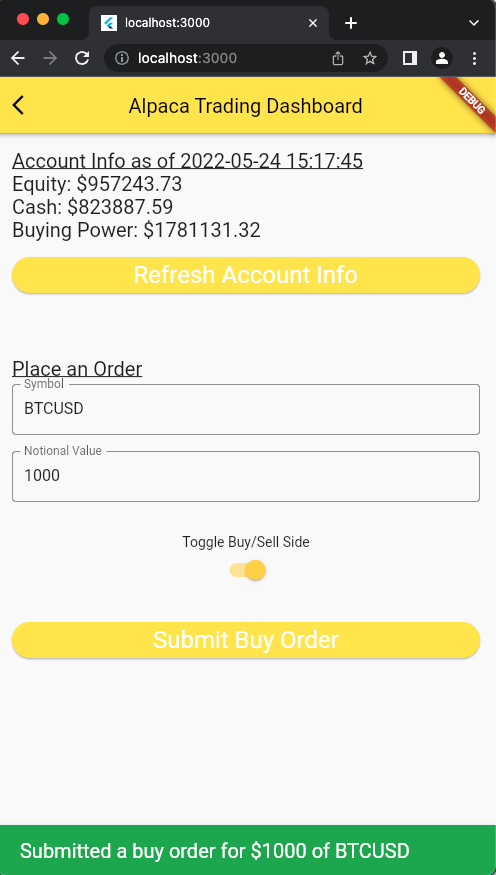 localhost:3000
localhost:3000
Alpaca Trading Dashboard
DEBUG
Account Info as of 2022-05-24 15:17:45
Equity: $957243.73
Cash: $823887.59
Buying Power: $1781131.32
Refresh Account Info
Place an Order
Symbol
BTCUSD
Notional Value
1000
Toggle Buy/Sell Side
Submit Buy Order
Submitted a buy order for $1000 of BTCUSD